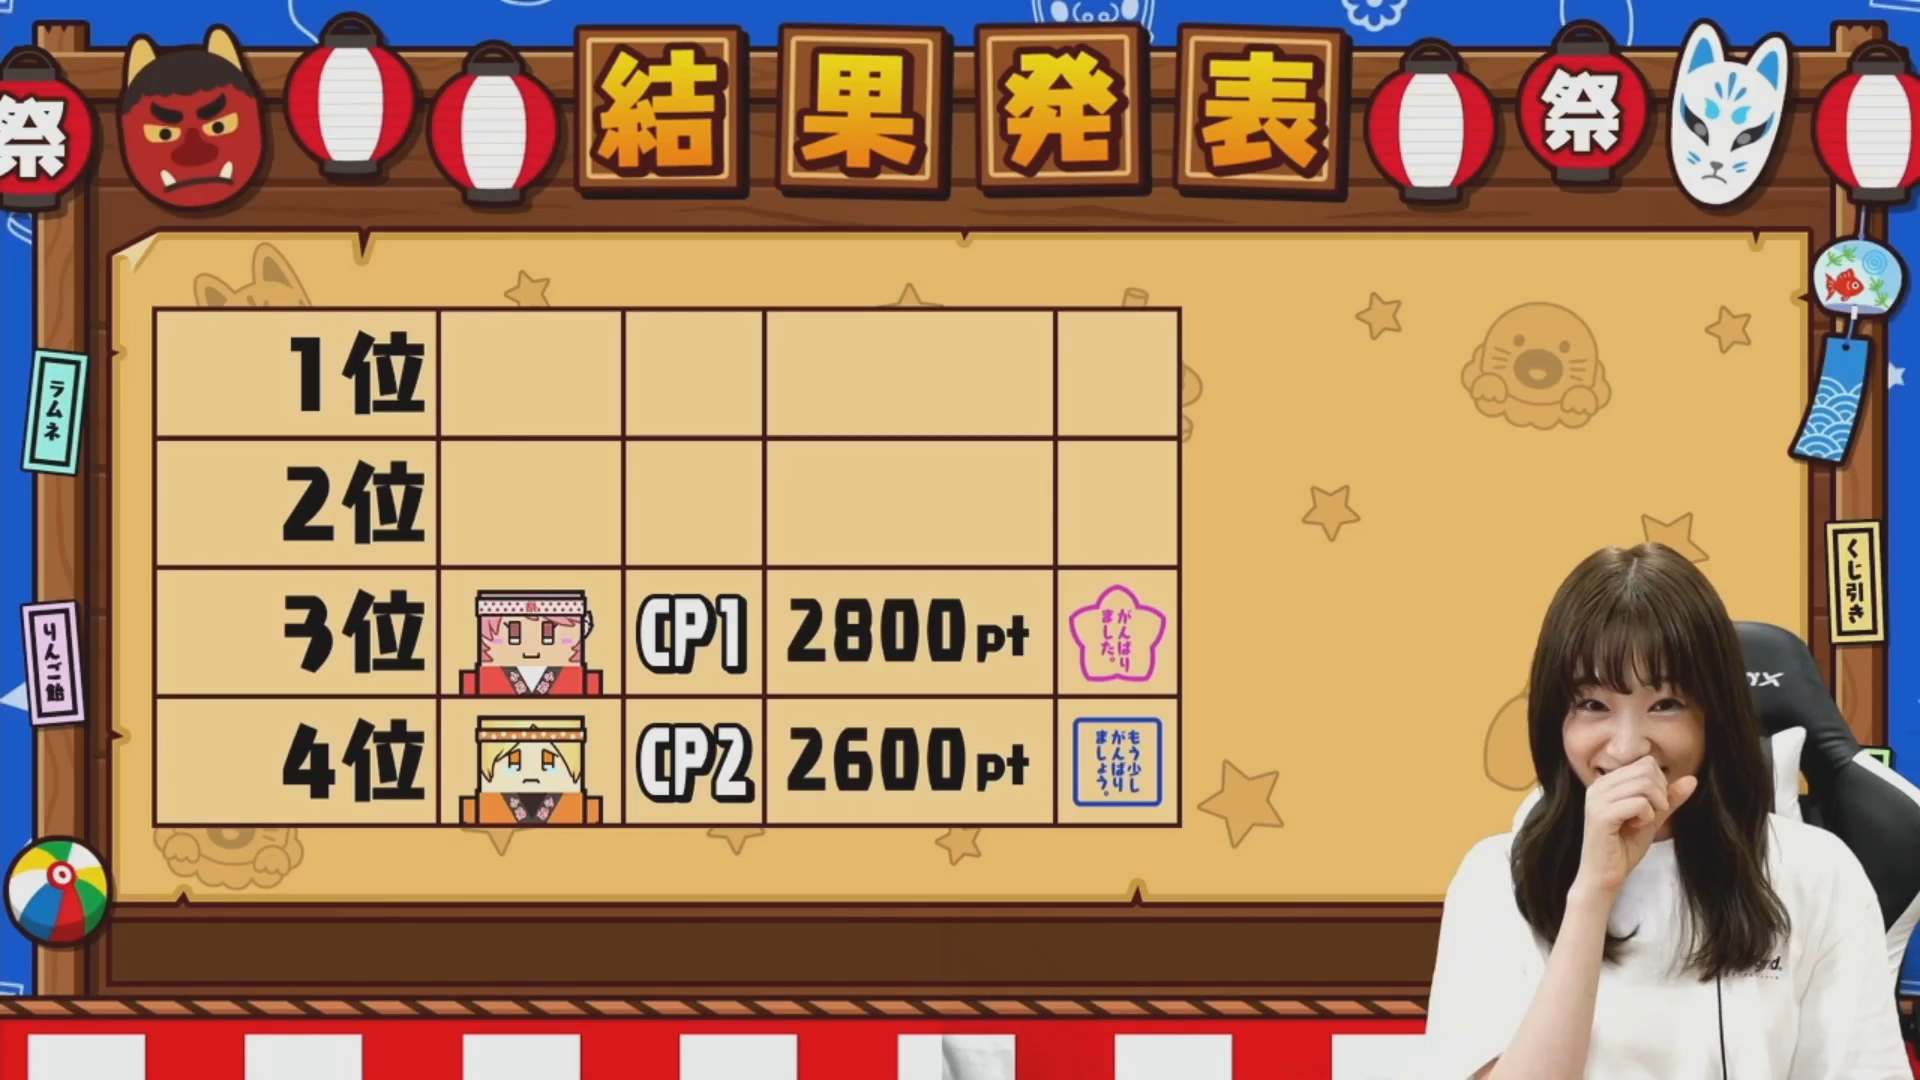 祭
結果発表
祭
1位
2位
3位 CP1 2800pt がんばりました。
4位 CP2 2600pt もう少しがんばりましょう。
ラムネ
りんご飴
くじ引き